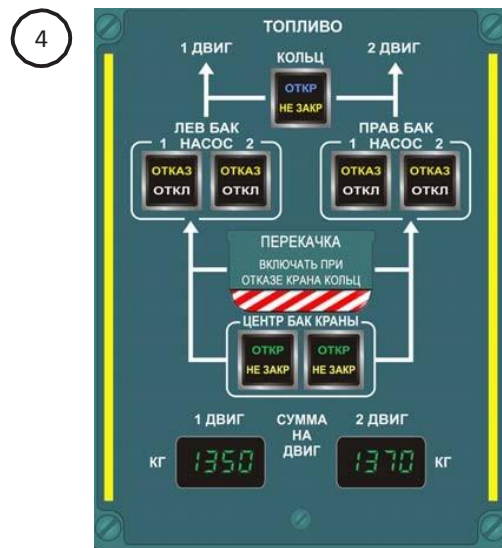 4
ТОПЛИВО
1 ДВИГ 2 ДВИГ
КОЛЬЦ
ОТКР
НЕ ЗАКР
ЛЕВ БАК ПРАВ БАК
1 НАСОС 2 1 НАСОС 2
ОТКАЗ ОТКАЗ ОТКАЗ ОТКАЗ
ОТКЛ ОТКЛ ОТКЛ ОТКЛ
ПЕРЕКАЧКА
ВКЛЮЧАТЬ ПРИ
ОТКАЗЕ КРАНА КОЛЬЦ
ЦЕНТР БАК КРАНЫ
ОТКР ОТКР
НЕ ЗАКР НЕ ЗАКР
1 ДВИГ СУММА 2 ДВИГ
НА
ДВИГ
КГ 1350 1370 КГ